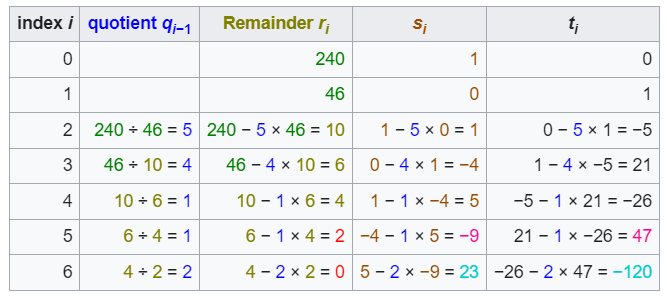 index i quotient qᵢ₋₁ Remainder rᵢ sᵢ tᵢ
0 240 1 0
1 46 0 1
2 240 ÷ 46 = 5 240 − 5 × 46 = 10 1 − 5 × 0 = 1 0 − 5 × 1 = −5
3 46 ÷ 10 = 4 46 − 4 × 10 = 6 0 − 4 × 1 = −4 1 − 4 × −5 = 21
4 10 ÷ 6 = 1 10 − 1 × 6 = 4 1 − 1 × −4 = 5 −5 − 1 × 21 = −26
5 6 ÷ 4 = 1 6 − 1 × 4 = 2 −4 − 1 × 5 = −9 21 − 1 × −26 = 47
6 4 ÷ 2 = 2 4 − 2 × 2 = 0 5 − 2 × −9 = 23 −26 − 2 × 47 = −120